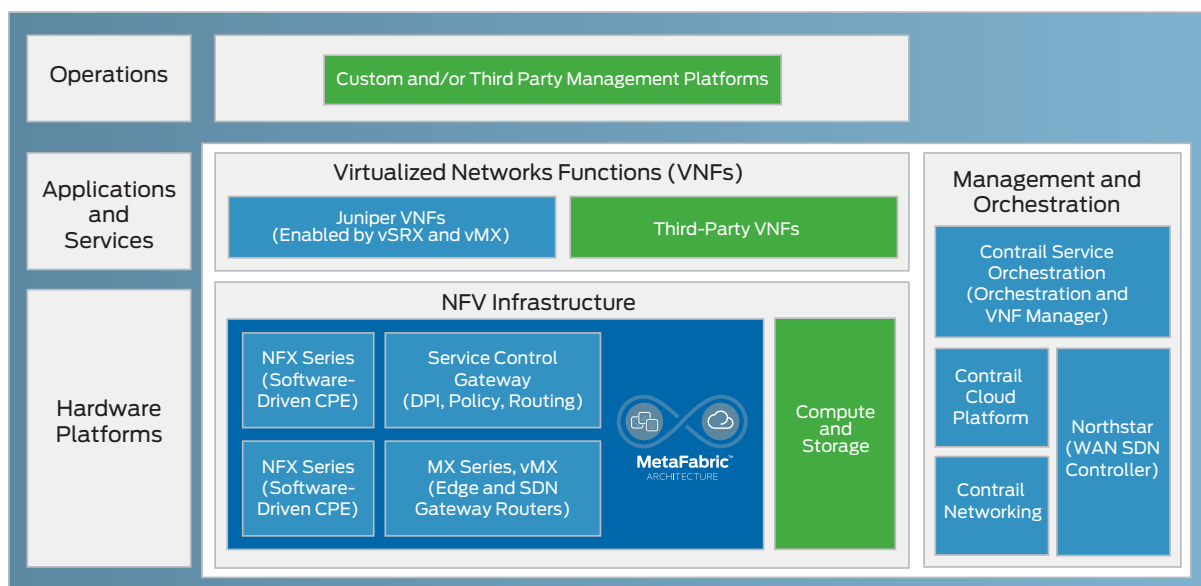 Operations
Custom and/or Third Party Management Platforms
Applications
and
Services
Virtualized Networks Functions (VNFs)
Juniper VNFs
(Enabled by vSRX and vMX)
Third-Party VNFs
Hardware
Platforms
NFV Infrastructure
NFX Series
(Software-
Driven CPE)
Service Control
Gateway
(DPI, Policy, Routing)
NFX Series
(Software-
Driven CPE)
MX Series, vMX
(Edge and SDN
Gateway Routers)
MetaFabric™
ARCHITECTURE
Compute
and
Storage
Management and
Orchestration
Contrail Service
Orchestration
(Orchestration and
VNF Manager)
Contrail
Cloud
Platform
Contrail
Networking
Northstar
(WAN SDN
Controller)